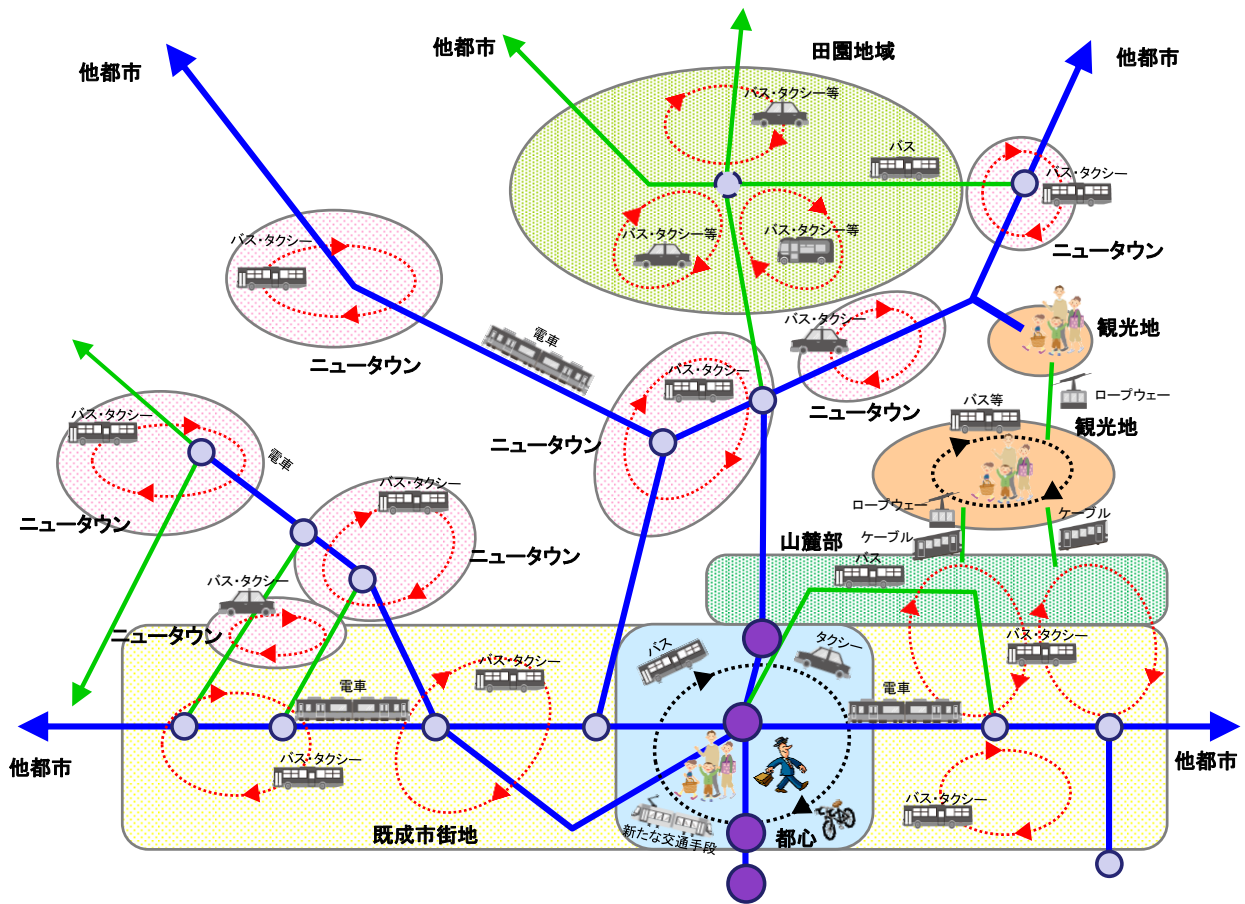 他都市
他都市
田園地域
他都市
バス・タクシー等
バス
バス・タクシー
バス・タクシー
バス・タクシー等
バス・タクシー等
ニュータウン
電車
バス・タクシー
観光地
ニュータウン
バス・タクシー
ロープウェー
ニュータウン
バス・タクシー
バス等
観光地
ニュータウン
電車
バス・タクシー
ロープウェー
ケーブル
ニュータウン
ケーブル
山麓部
ニュータウン
バス
バス・タクシー
ニュータウン
バス
タクシー
バス・タクシー
バス・タクシー
電車
電車
他都市
バス・タクシー
他都市
バス・タクシー
既成市街地
新たな交通手段
都心